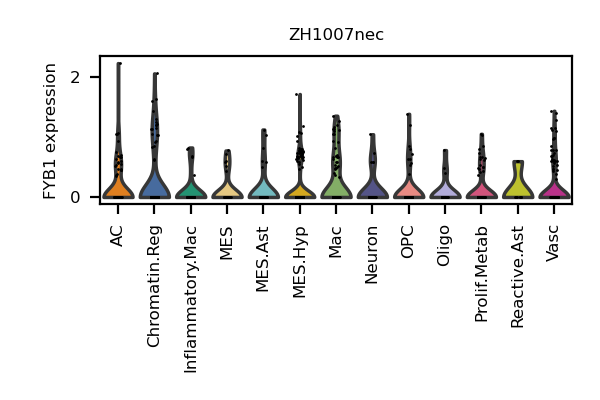 ZH1007nec
FYB1 expression
2
0
AC
Chromatin.Reg
Inflammatory.Mac
MES
MES.Ast
MES.Hyp
Mac
Neuron
OPC
Oligo
Prolif.Metab
Reactive.Ast
Vasc